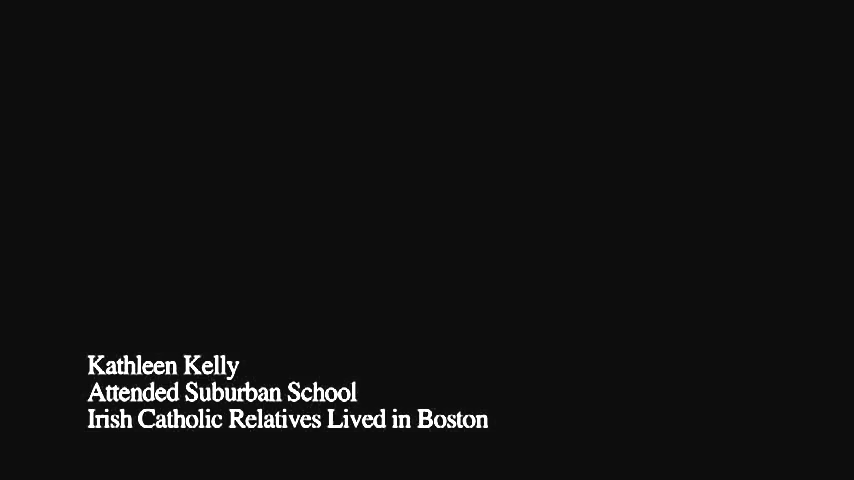 Kathleen Kelly
Attended Suburban School
Irish Catholic Relatives Lived in Boston